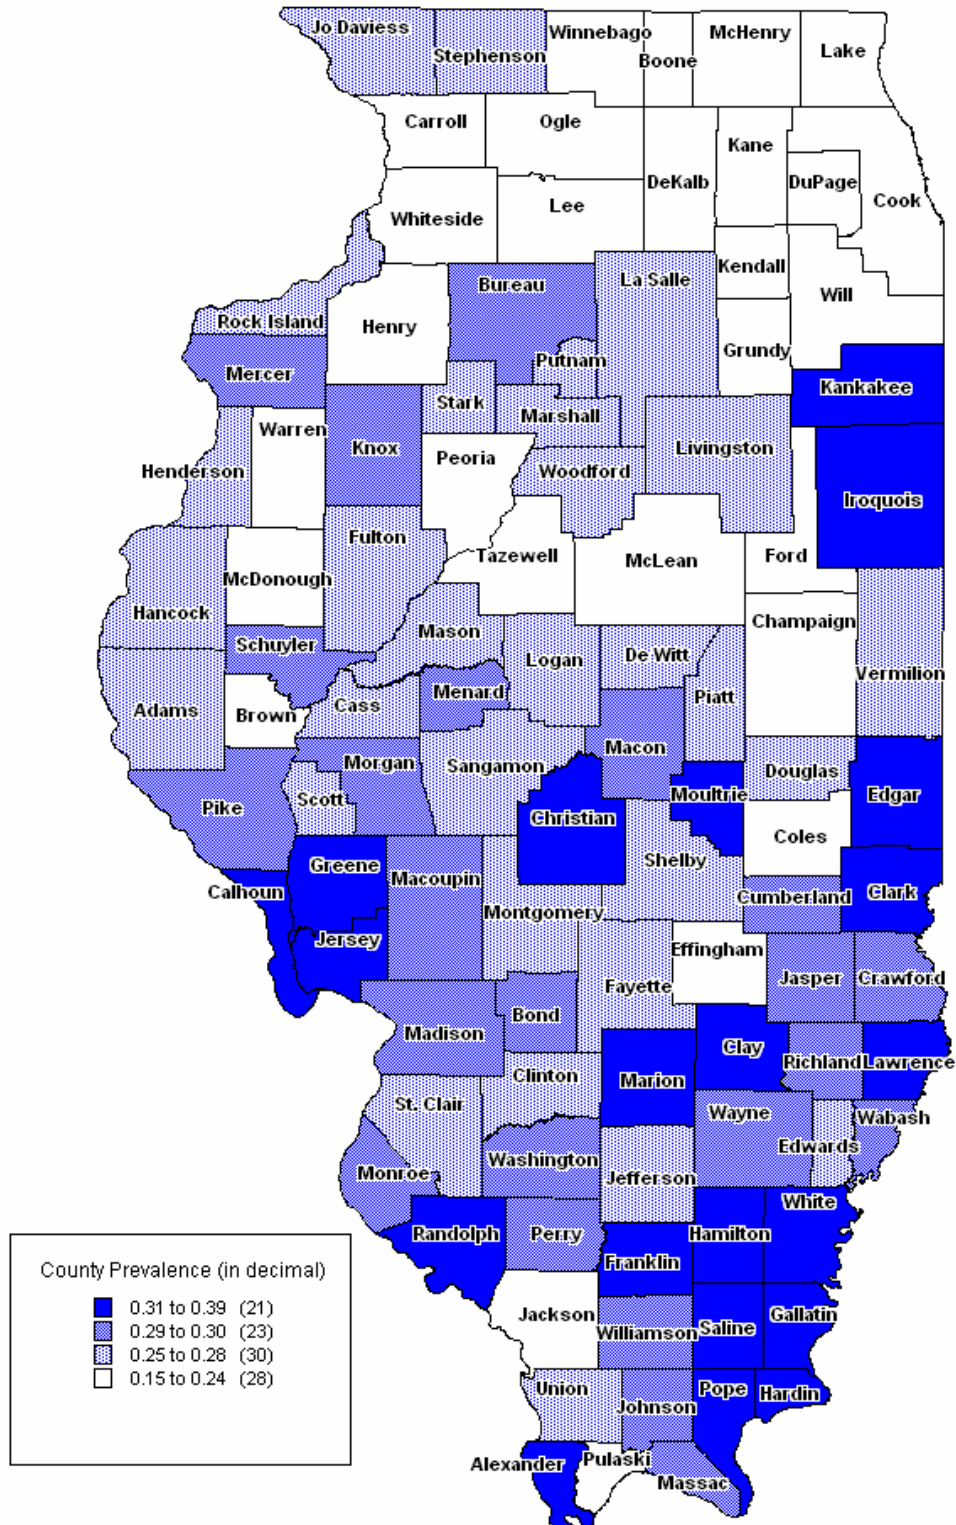 Jo Daviess
Stephenson
Winnebago
Boone
McHenry
Lake
Carroll
Ogle
DeKalb
Kane
DuPage
Cook
Whiteside
Lee
Kendall
Will
Rock Island
Henry
Bureau
La Salle
Grundy
Kankakee
Mercer
Putnam
Stark
Marshall
Henderson
Warren
Knox
Peoria
Woodford
Livingston
Iroquois
Hancock
McDonough
Fulton
Tazewell
McLean
Ford
Schuyler
Mason
Logan
De Witt
Champaign
Vermilion
Adams
Brown
Cass
Menard
Macon
Piatt
Pike
Scott
Morgan
Sangamon
Christian
Moultrie
Douglas
Edgar
Coles
Shelby
Calhoun
Greene
Macoupin
Montgomery
Cumberland
Clark
Jersey
Fayette
Effingham
Jasper
Crawford
Madison
Bond
Clay
Richland
Lawrence
St. Clair
Clinton
Marion
Wayne
Edwards
Wabash
Monroe
Washington
Jefferson
White
Randolph
Perry
Franklin
Hamilton
Jackson
Williamson
Saline
Gallatin
Union
Johnson
Pope
Hardin
Alexander
Pulaski
Massac
County Prevalence (in decimal)
0.31 to 0.39 (21)
0.29 to 0.30 (23)
0.25 to 0.28 (30)
0.15 to 0.24 (28)